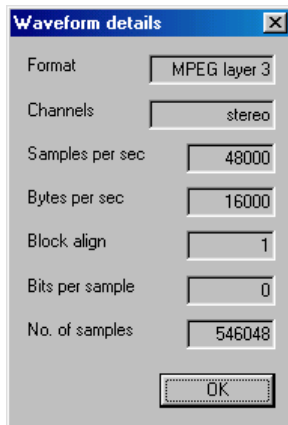 Waveform details
Format MPEG layer 3
Channels stereo
Samples per sec 48000
Bytes per sec 16000
Block align 1
Bits per sample 0
No. of samples 546048
OK